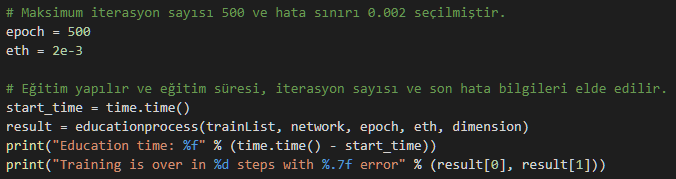 # Maksimum iterasyon sayısı 500 ve hata sınırı 0.002 seçilmiştir.
epoch = 500
eth = 2e-3
# Eğitim yapılır ve eğitim süresi, iterasyon sayısı ve son hata bilgileri elde edilir.
start_time = time.time()
result = educationprocess(trainList, network, epoch, eth, dimension)
print("Education time: %f" % (time.time() - start_time))
print("Training is over in %d steps with %.7f error" % (result[0], result[1]))